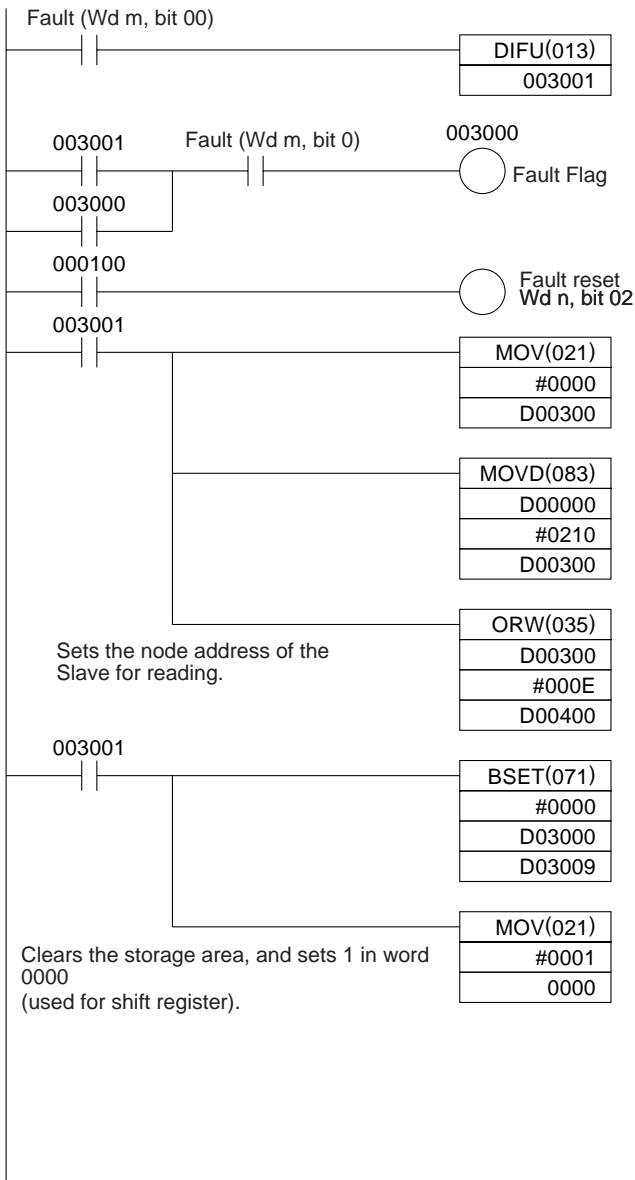 Fault (Wd m, bit 00)
DIFU(013)
003001
003001
Fault (Wd m, bit 0)
003000
Fault Flag
003000
000100
Fault reset
Wd n, bit 02
003001
MOV(021)
#0000
D00300
MOVD(083)
D00000
#0210
D00300
ORW(035)
D00300
#000E
D00400
Sets the node address of the
Slave for reading.
003001
BSET(071)
#0000
D03000
D03009
MOV(021)
#0001
0000
Clears the storage area, and sets 1 in word
0000
(used for shift register).